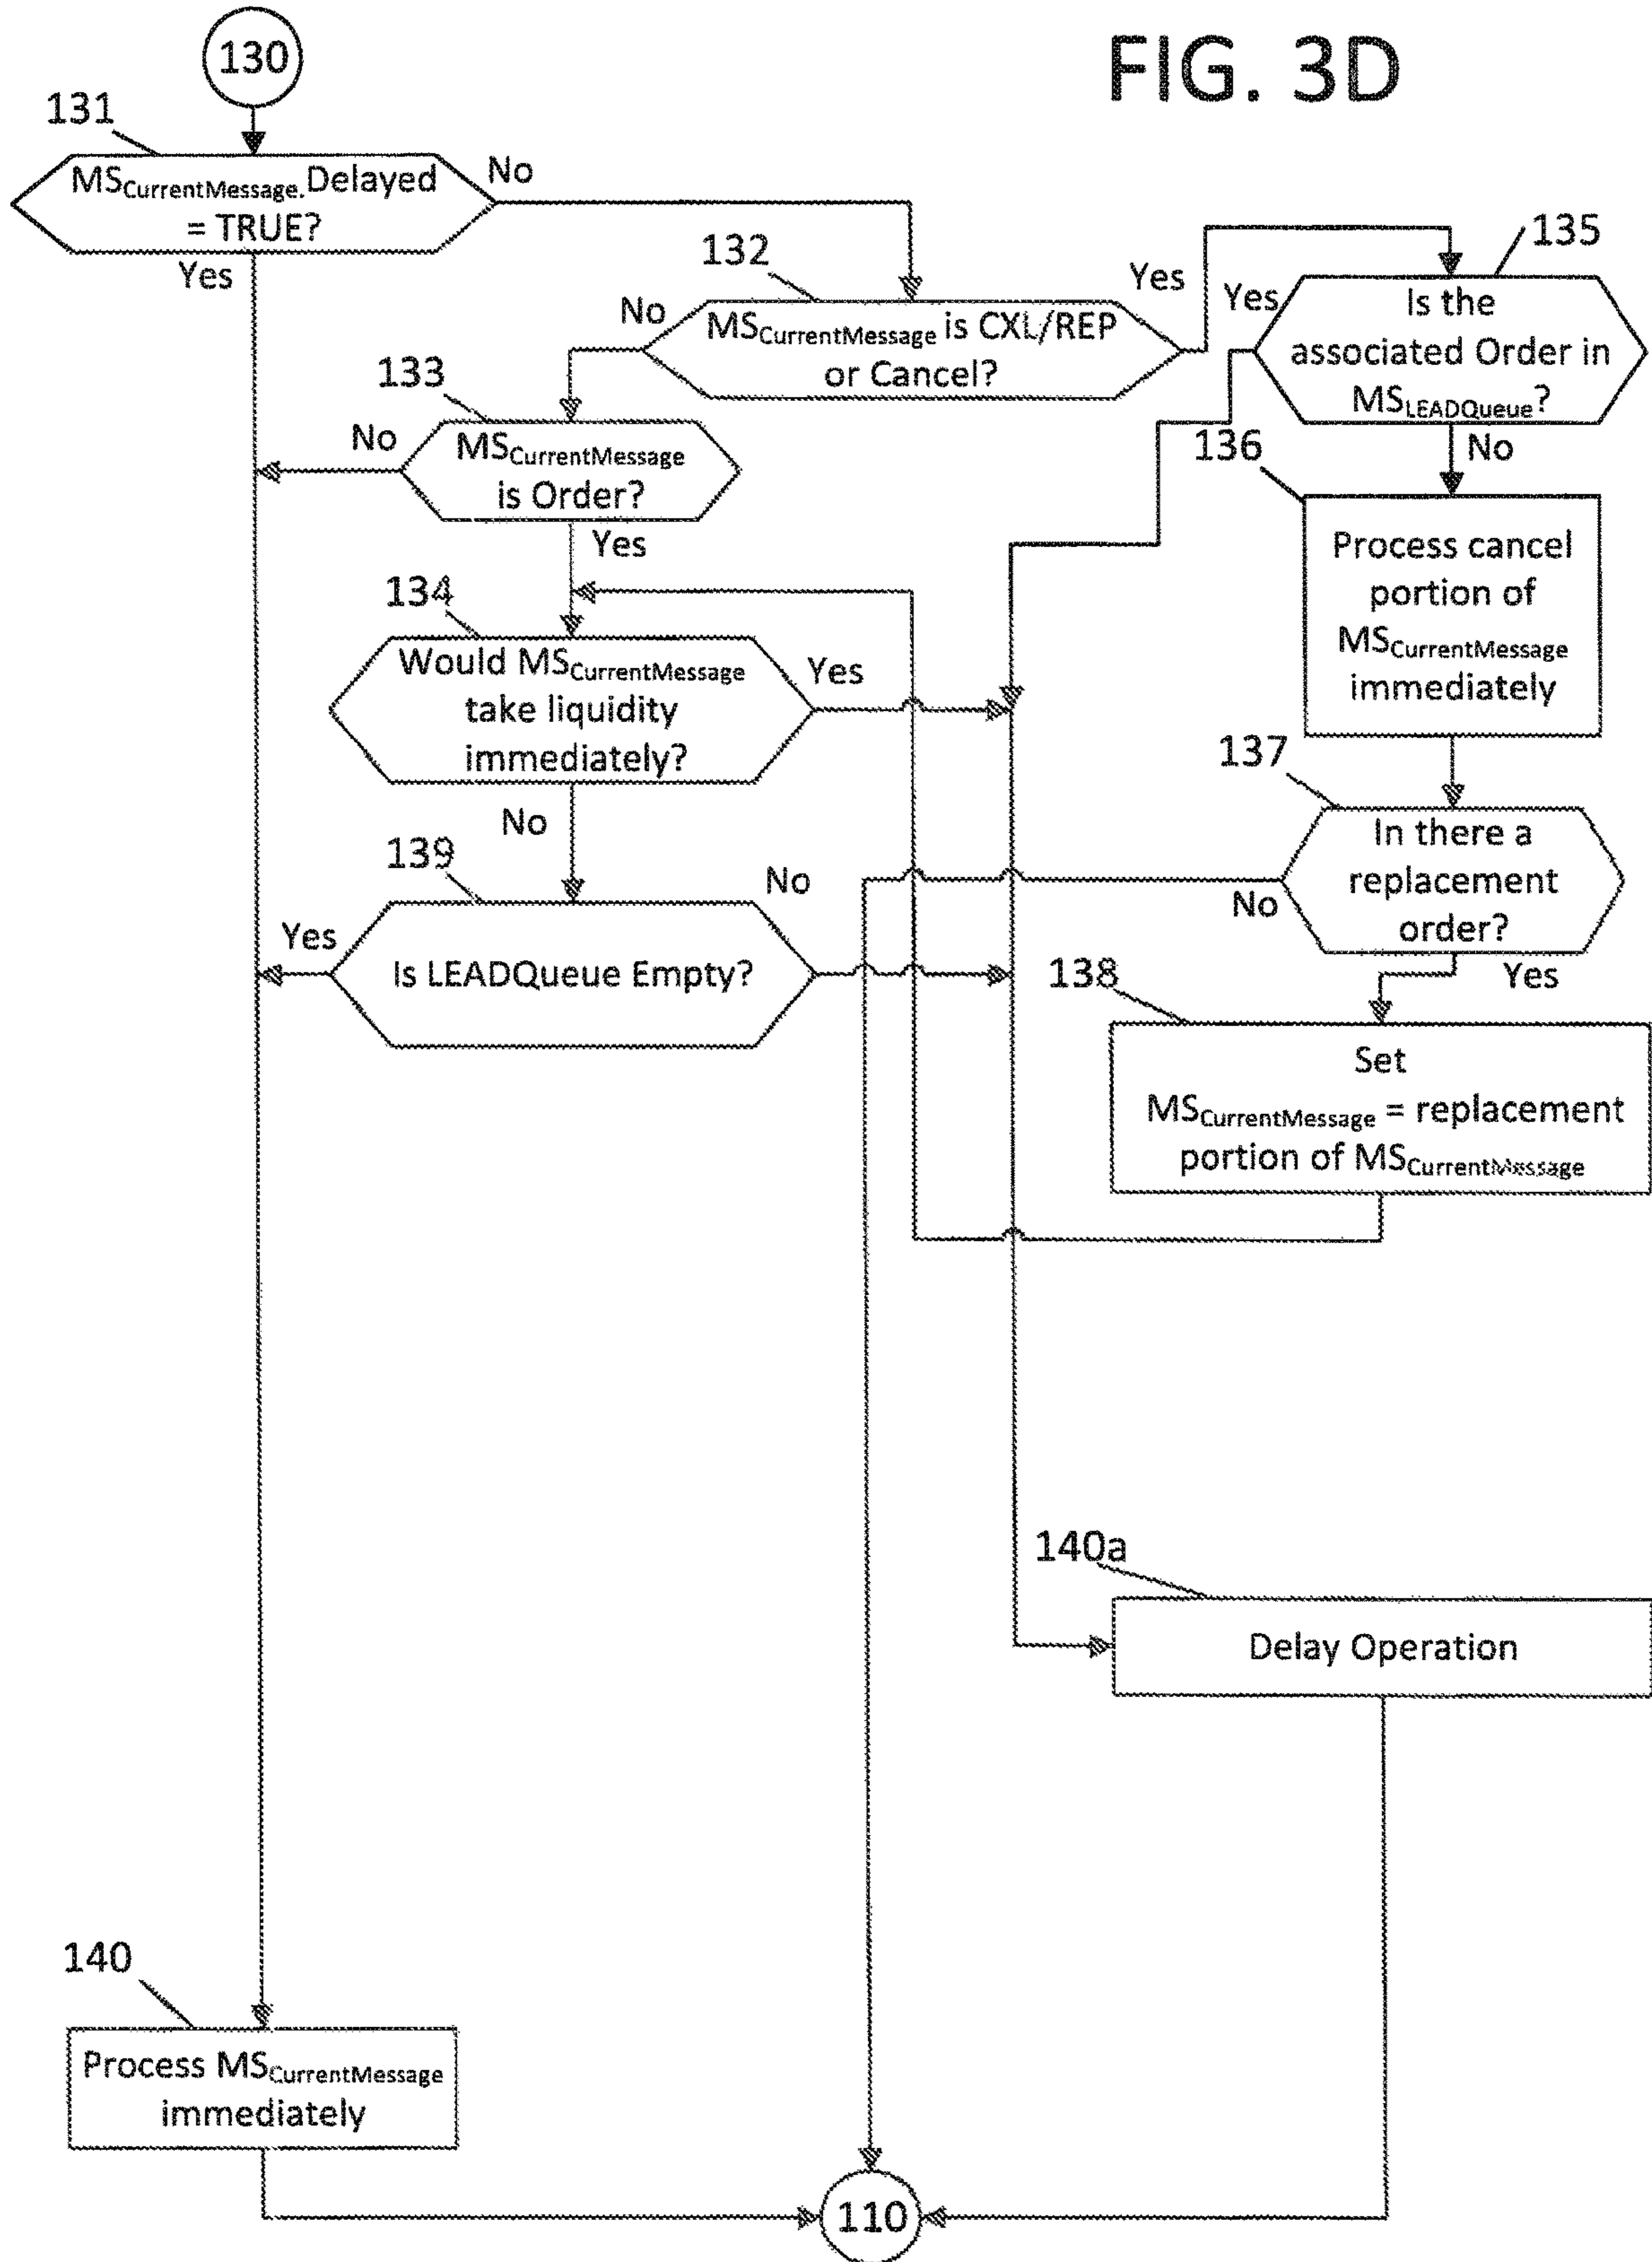 FIG. 3D
130
131
MSCurrentMessage.Delayed
= TRUE?
No
Yes
132
MSCurrentMessage is CXL/REP
or Cancel?
No
Yes
135
Is the
associated Order in
MSLEADQueue?
Yes
No
133
MSCurrentMessage
is Order?
No
Yes
136
Process cancel
portion of
MSCurrentMessage
immediately
134
Would MSCurrentMessage
take liquidity
immediately?
Yes
No
137
In there a
replacement
order?
No
Yes
139
Is LEADQueue Empty?
Yes
No
138
Set
MSCurrentMessage = replacement
portion of MSCurrentMessage
140a
Delay Operation
140
Process MSCurrentMessage
immediately
110